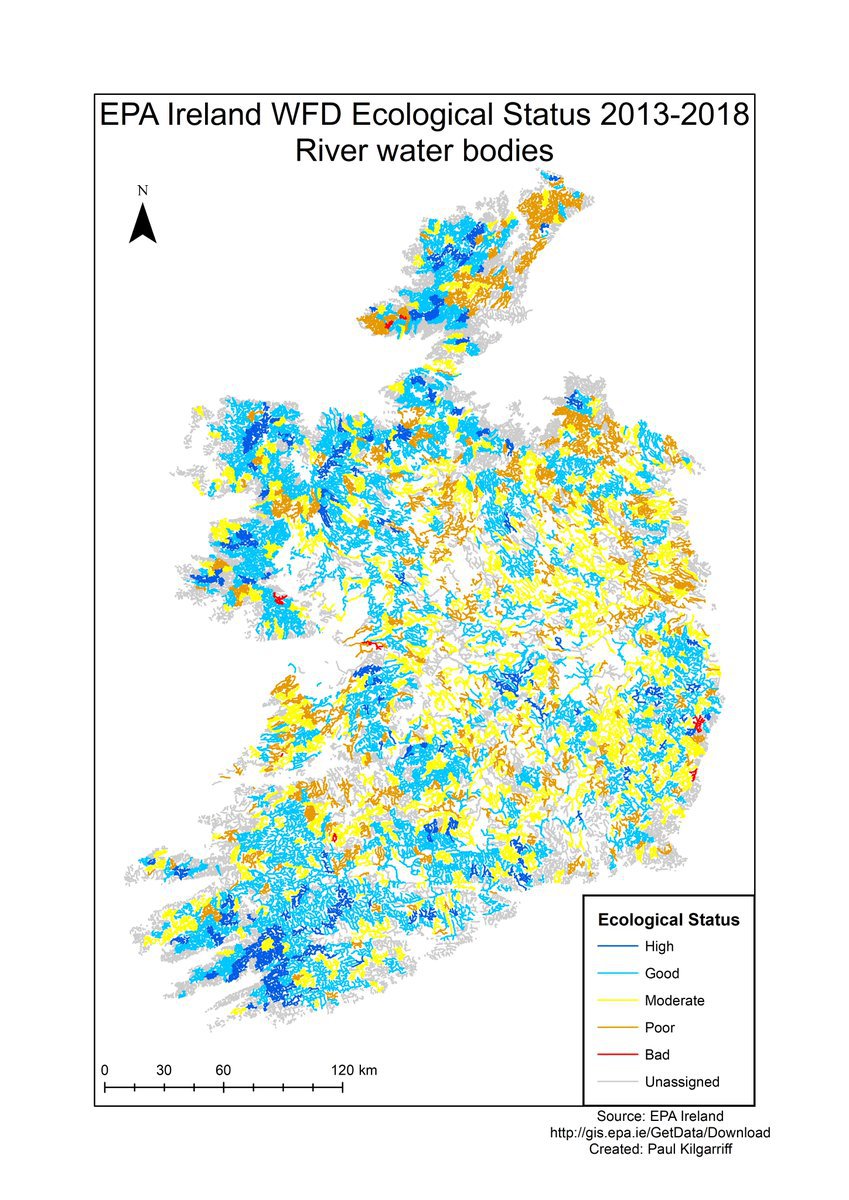 EPA Ireland WFD Ecological Status 2013-2018
River water bodies
N
Ecological Status
High
Good
Moderate
Poor
Bad
Unassigned
0 30 60 120 km
Source: EPA Ireland
http://gis.epa.ie/GetData/Download
Created: Paul Kilgarriff